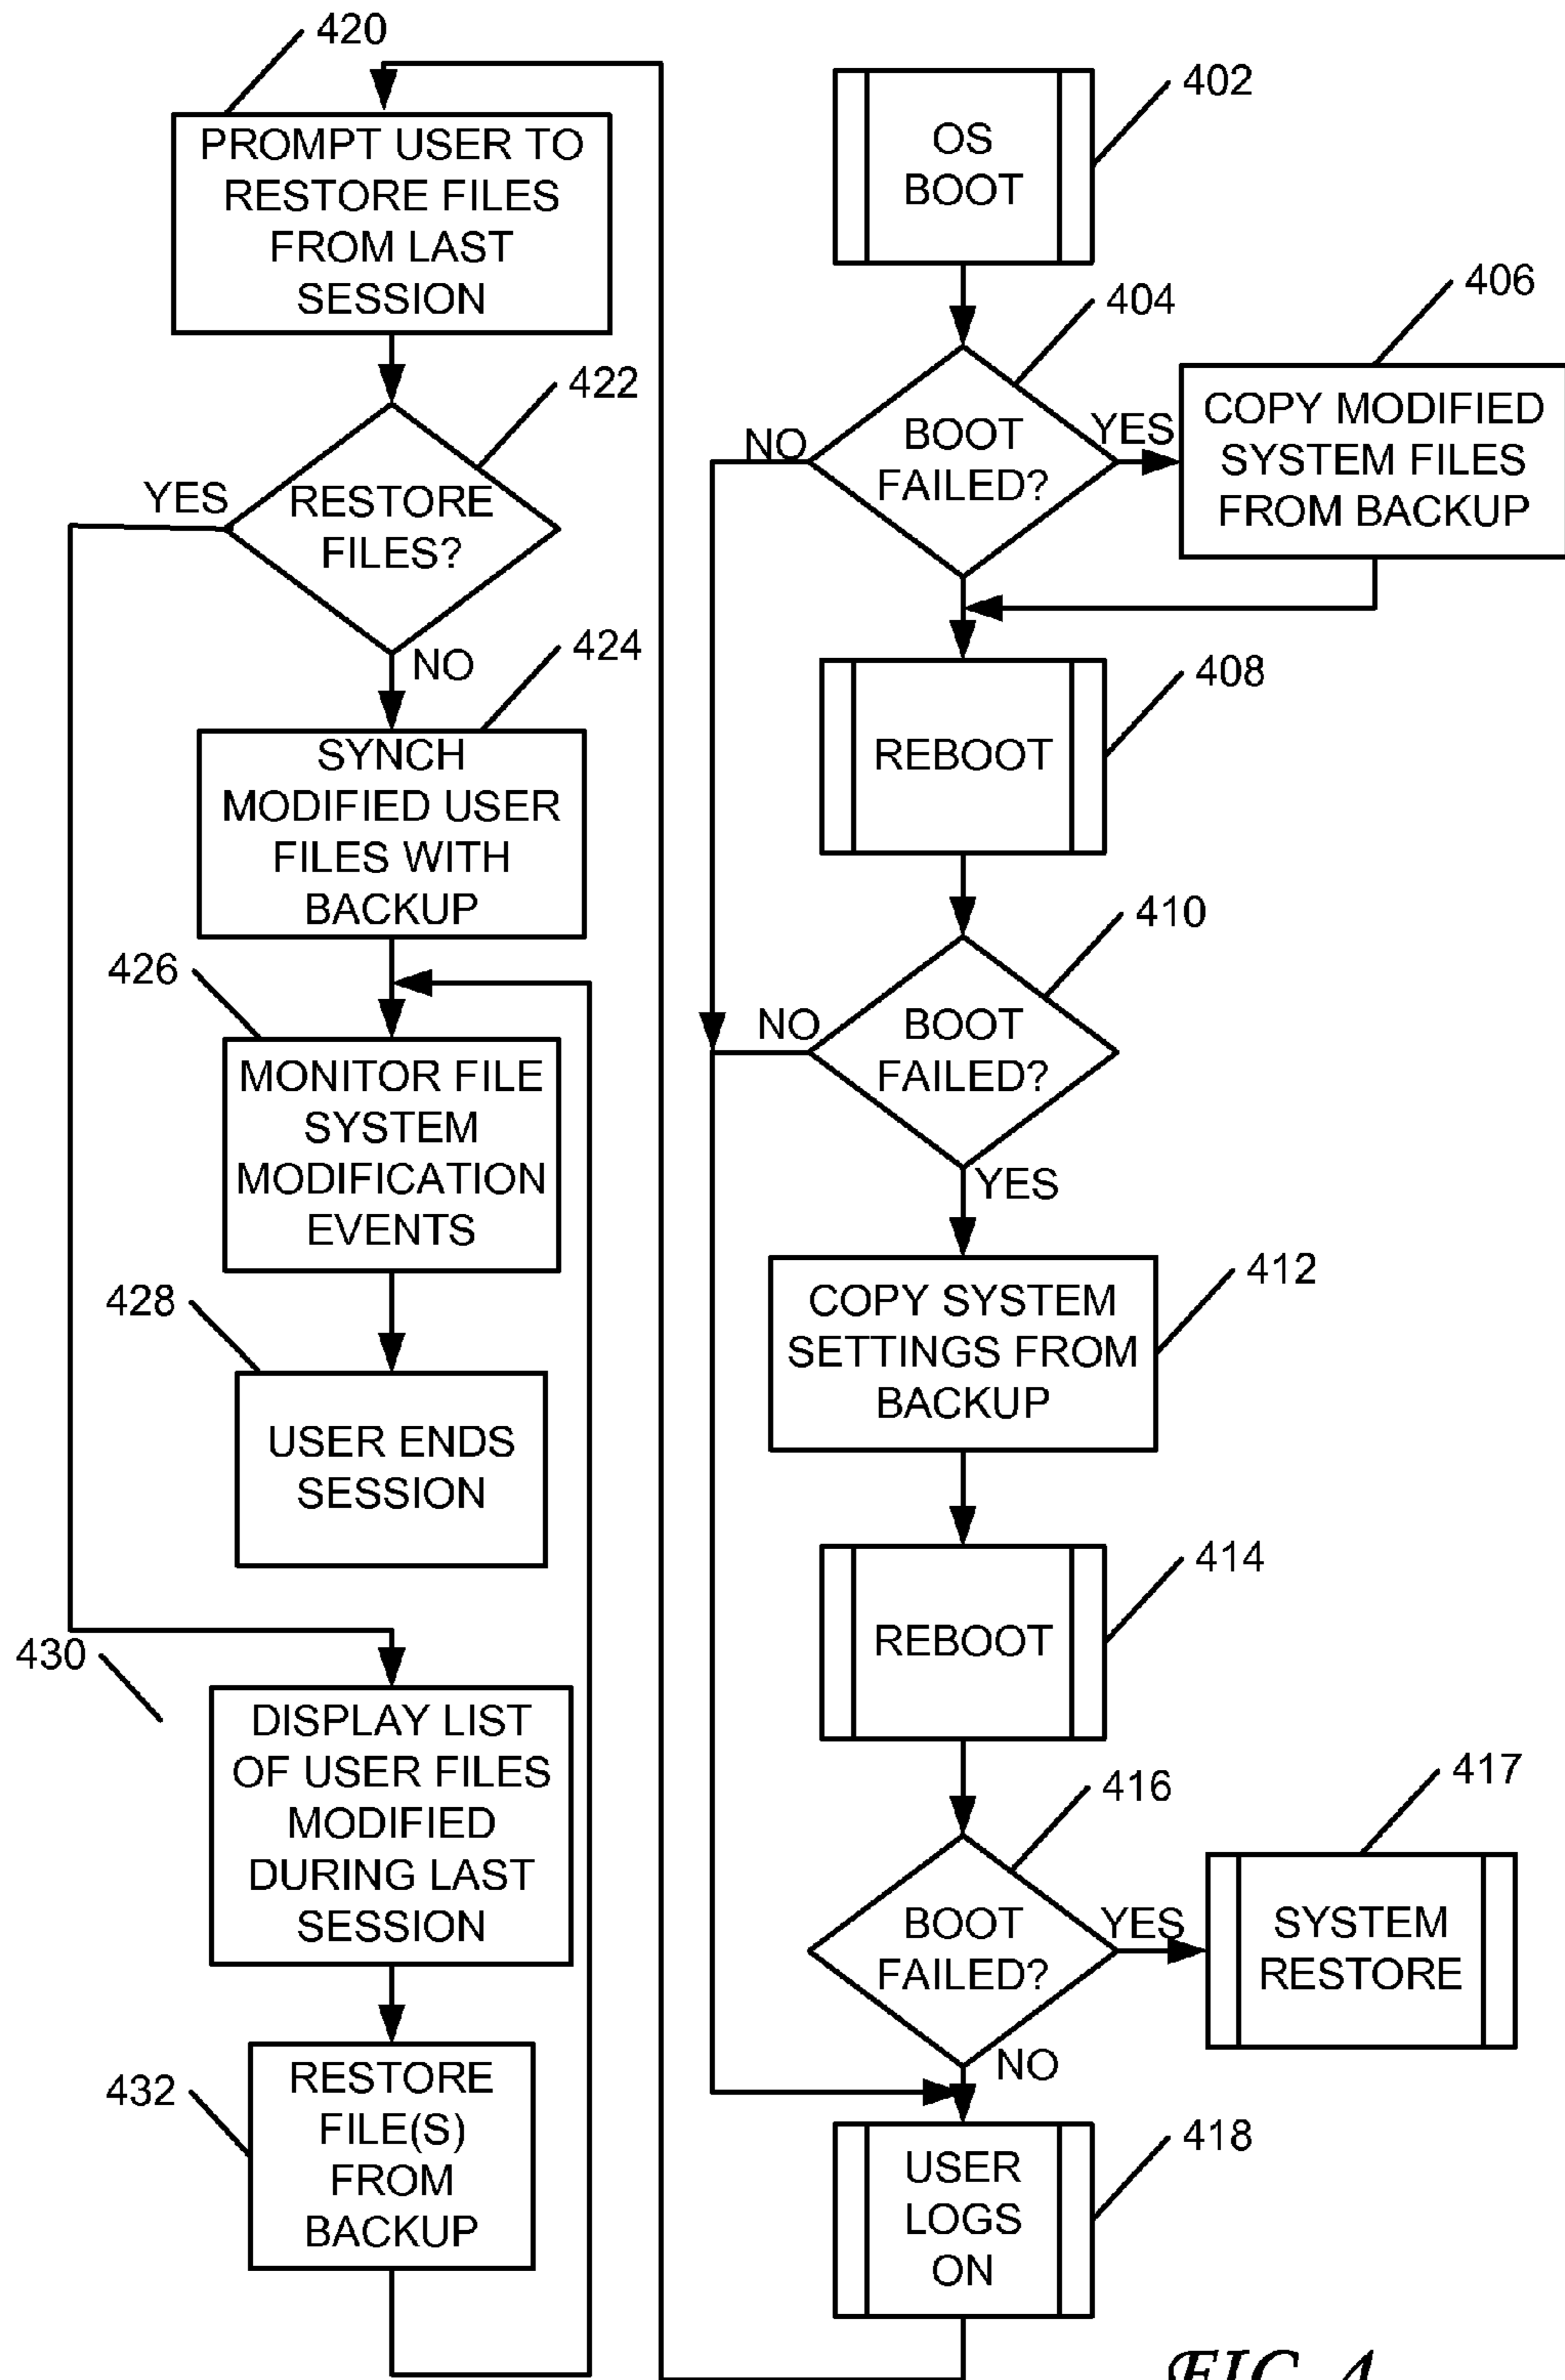 420
PROMPT USER TO
RESTORE FILES
FROM LAST
SESSION
422
RESTORE
FILES?
YES
NO
424
SYNCH
MODIFIED USER
FILES WITH
BACKUP
426
MONITOR FILE
SYSTEM
MODIFICATION
EVENTS
428
USER ENDS
SESSION
430
DISPLAY LIST
OF USER FILES
MODIFIED
DURING LAST
SESSION
432
RESTORE
FILE(S)
FROM
BACKUP
402
OS
BOOT
404
BOOT
FAILED?
NO
YES
406
COPY MODIFIED
SYSTEM FILES
FROM BACKUP
408
REBOOT
410
BOOT
FAILED?
NO
YES
412
COPY SYSTEM
SETTINGS FROM
BACKUP
414
REBOOT
416
BOOT
FAILED?
YES
NO
417
SYSTEM
RESTORE
418
USER
LOGS
ON
FIG. 4